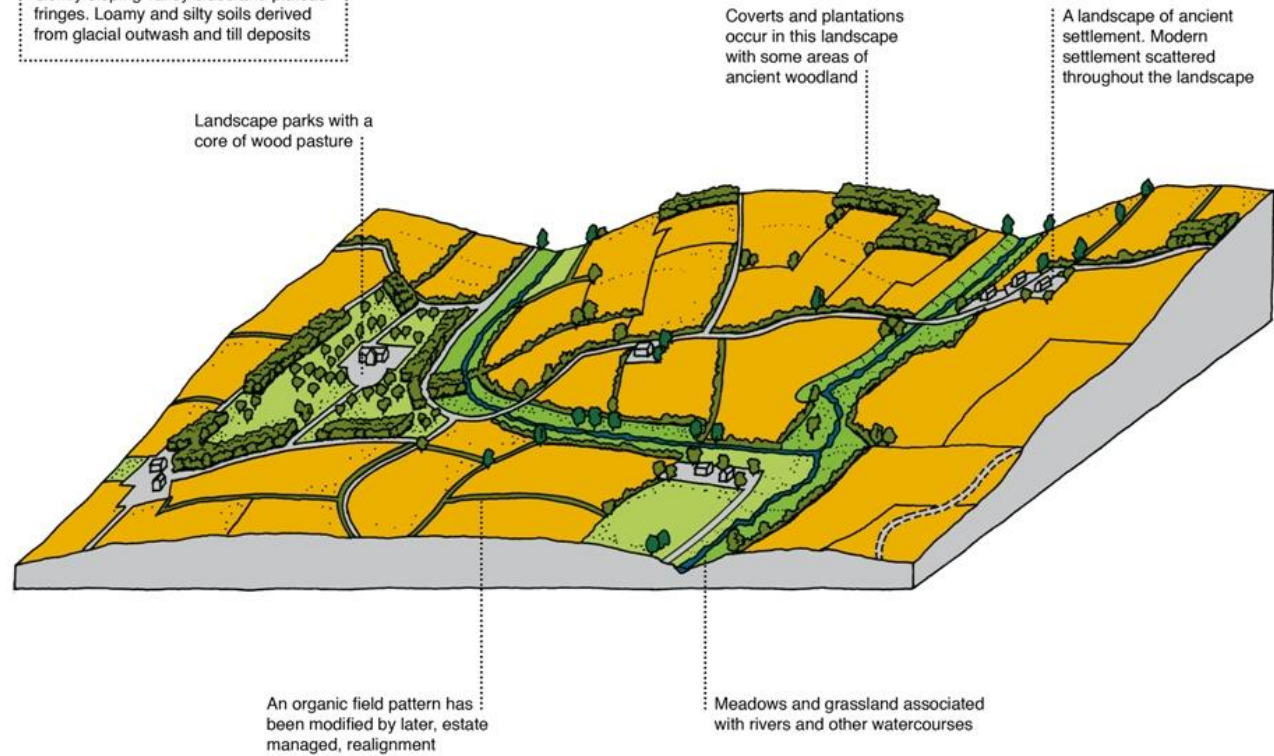 fringes. Loamy and silty soils derived
from glacial outwash and till deposits
Coverts and plantations
occur in this landscape
with some areas of
ancient woodland
A landscape of ancient
settlement. Modern
settlement scattered
throughout the landscape
Landscape parks with a
core of wood pasture
An organic field pattern has
been modified by later, estate
managed, realignment
Meadows and grassland associated
with rivers and other watercourses